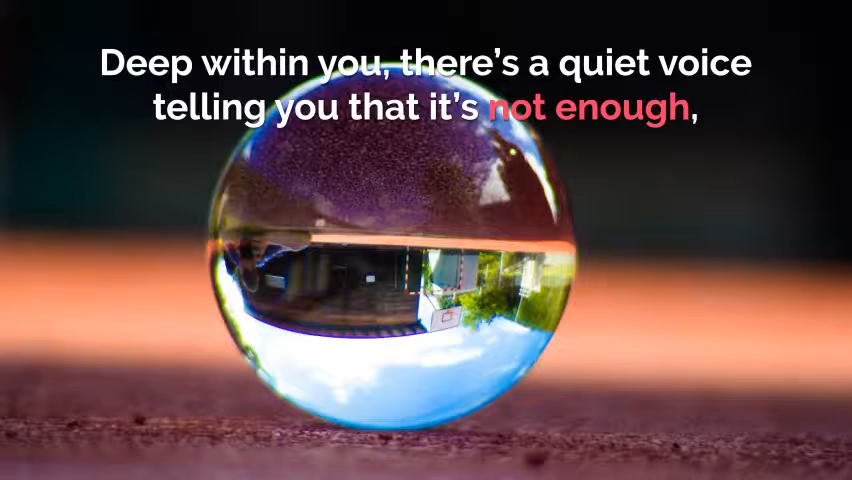 Deep within you, there’s a quiet voice
telling you that it’s not enough,